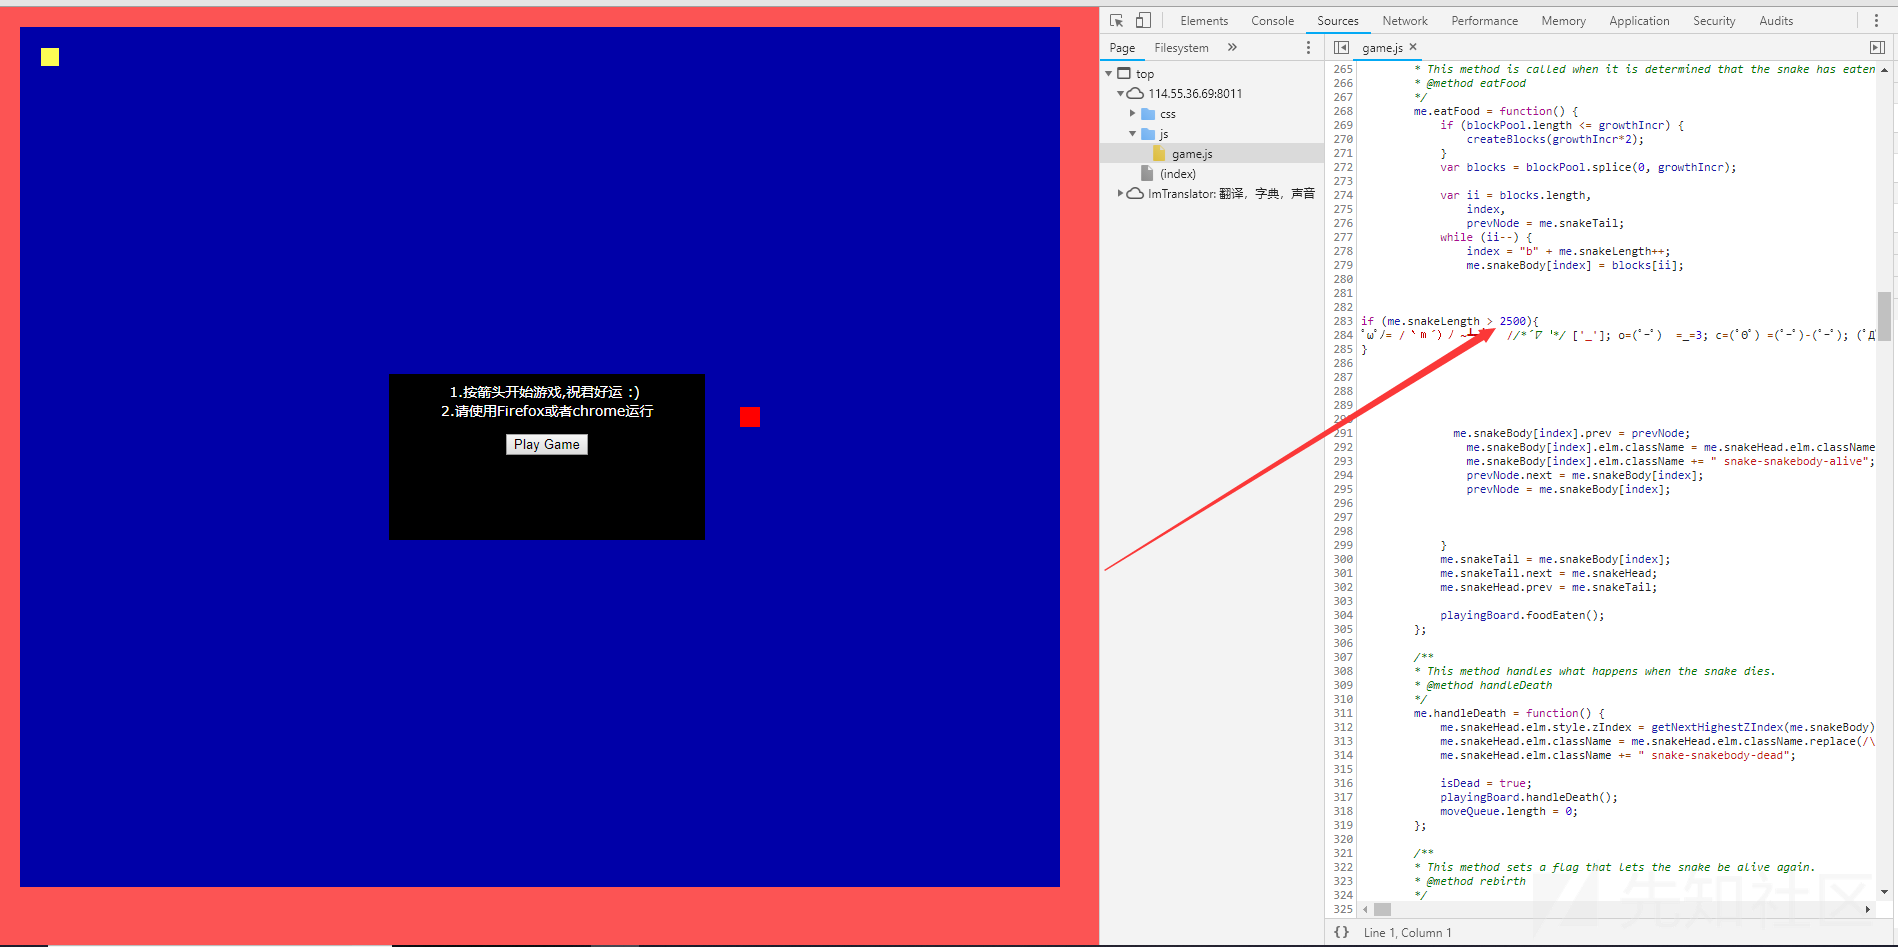 1.按箭头开始游戏,祝君好运 :)
2.请使用Firefox或者chrome运行
Play Game
Elements Console Sources Network Performance Memory Application Security Audits
Page Filesystem »
top
114.55.36.69:8011
css
js
game.js
(index)
ImTranslator: 翻译，字典，声音
game.js ×
265 * This method is called when it is determined that the snake has eaten
266 * @method eatFood
267 */
268 me.eatFood = function() {
269 if (blockPool.length <= growthIncr) {
270 createBlocks(growthIncr*2);
271 }
272 var blocks = blockPool.splice(0, growthIncr);
273
274 var ii = blocks.length,
275 index,
276 prevNode = me.snakeTail;
277 while (ii--) {
278 index = "b" + me.snakeLength++;
279 me.snakeBody[index] = blocks[ii];
280
281
282
283 if (me.snakeLength > 2500){
284 ﾟωﾟﾉ= /｀ｍ´）ﾉ ~┻ //*´∇｀*/ ['_']; o=(ﾟｰﾟ) =_=3; c=(ﾟΘﾟ) =(ﾟｰﾟ)-(ﾟｰﾟ); (ﾟДﾟ
285 }
286
287
288
289
291 me.snakeBody[index].prev = prevNode;
292 me.snakeBody[index].elm.className = me.snakeHead.elm.className
293 me.snakeBody[index].elm.className += " snake-snakebody-alive";
294 prevNode.next = me.snakeBody[index];
295 prevNode = me.snakeBody[index];
296
297
298
299 }
300 me.snakeTail = me.snakeBody[index];
301 me.snakeTail.next = me.snakeHead;
302 me.snakeHead.prev = me.snakeTail;
303
304 playingBoard.foodEaten();
305 };
306
307 /**
308 * This method handles what happens when the snake dies.
309 * @method handleDeath
310 */
311 me.handleDeath = function() {
312 me.snakeHead.elm.style.zIndex = getNextHighestZIndex(me.snakeBody)
313 me.snakeHead.elm.className = me.snakeHead.elm.className.replace(/\
314 me.snakeHead.elm.className += " snake-snakebody-dead";
315
316 isDead = true;
317 playingBoard.handleDeath();
318 moveQueue.length = 0;
319 };
320
321 /**
322 * This method sets a flag that lets the snake be alive again.
323 * @method rebirth
324 */
325
{} Line 1, Column 1
先知社区